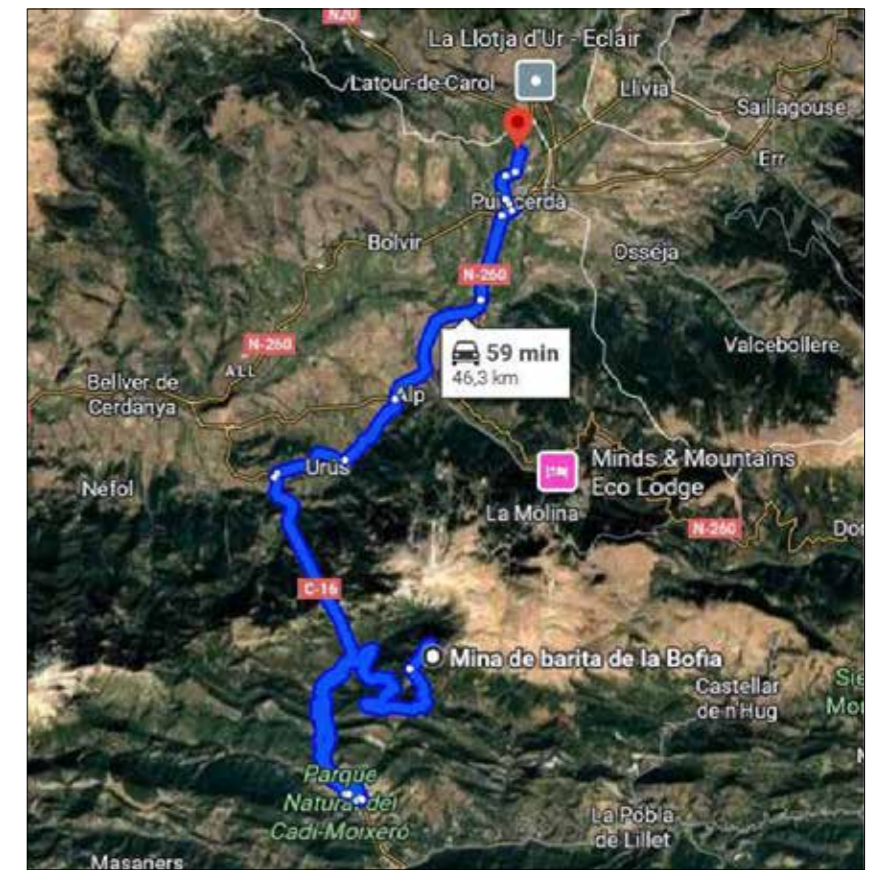 N20
La Llotja d'Ur - Eclair
Latour-de-Carol
Llivia
Saillagouse
Err
Puigcerdà
Bolvir
Osséja
N-260
59 min
46,3 km
N-260
ALL
Valcebollère
Bellver de
Cerdanya
Alp
Urús
Minds & Mountains
Eco Lodge
Nefol
La Molina
N-260
C-16
Mina de barita de la Bofia
Castellar
de n'Hug
Parque
Natural del
Cadí-Moixeró
La Pobla
de Lillet
Masaners